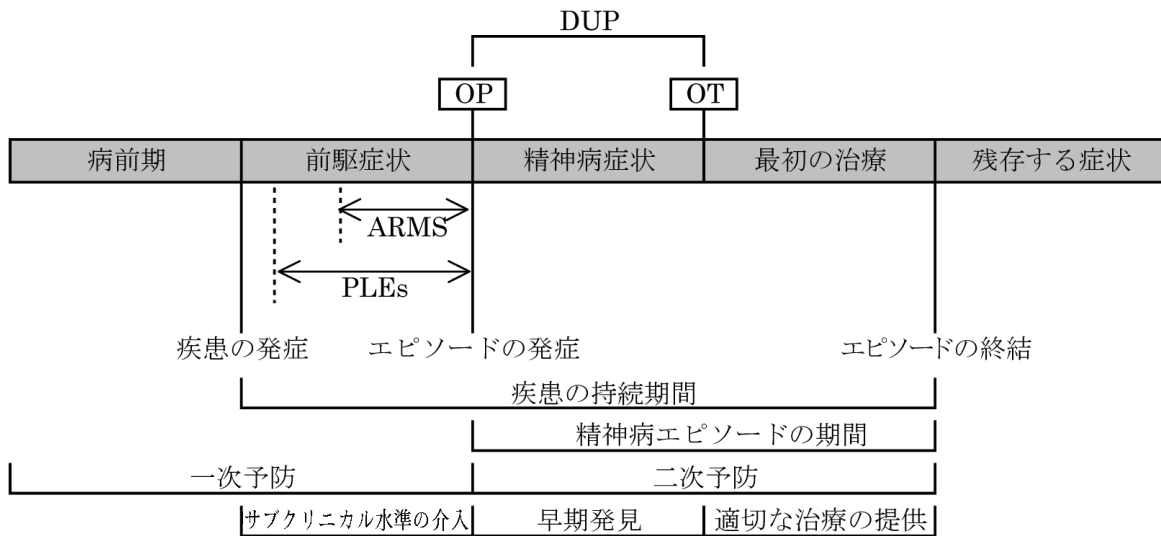 DUP
OP OT
病前期 前駆症状 精神病症状 最初の治療 残存する症状
ARMS
PLEs
疾患の発症 エピソードの発症 エピソードの終結
疾患の持続期間
精神病エピソードの期間
一次予防 二次予防
サブクリニカル水準の介入 早期発見 適切な治療の提供